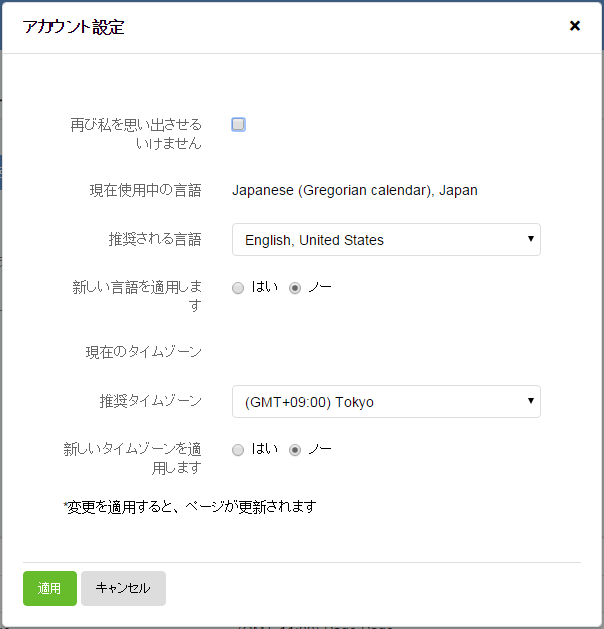 アカウント設定
×
再び私を思い出させる
いけません
現在使用中の言語 Japanese (Gregorian calendar), Japan
推奨される言語 English, United States
新しい言語を適用しま はい ノー
す
現在のタイムゾーン
推奨タイムゾーン (GMT+09:00) Tokyo
新しいタイムゾーンを適 はい ノー
用します
*変更を適用すると、ページが更新されます
適用 キャンセル